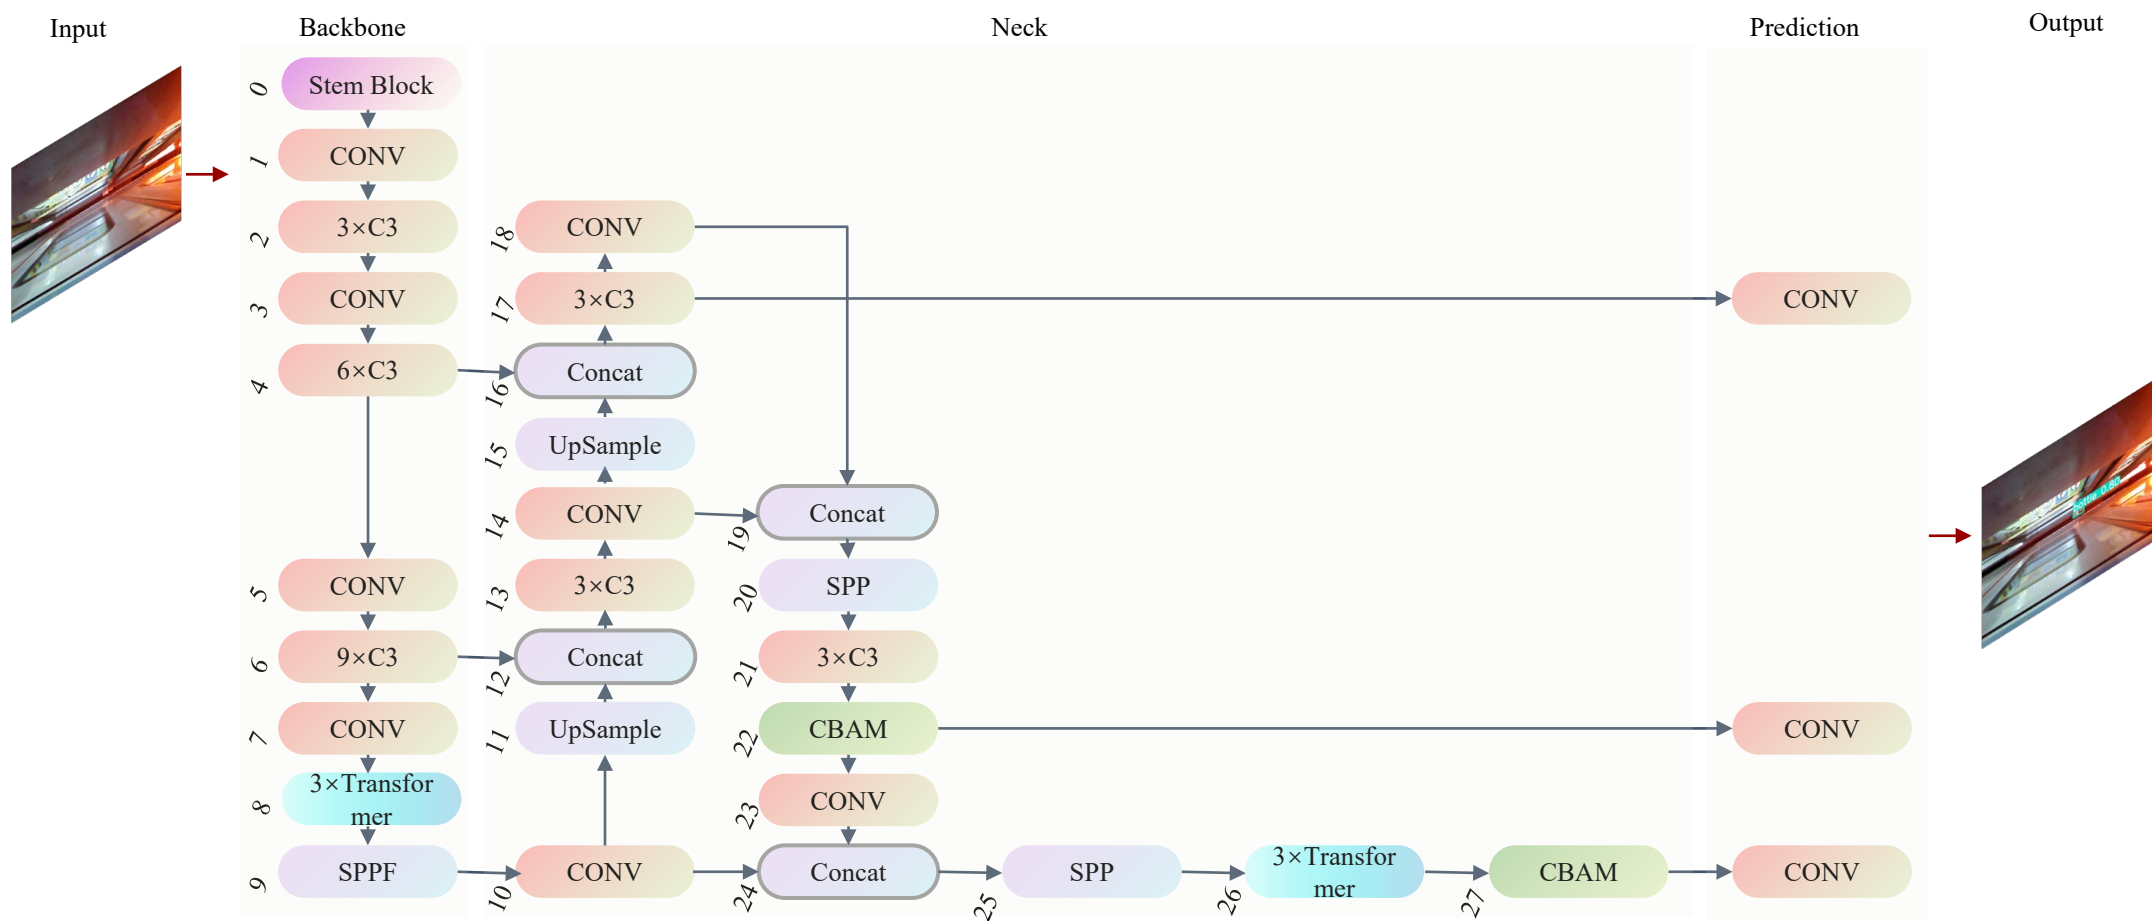 Input
Backbone
Neck
Prediction
Output
0
Stem Block
1
CONV
2
3×C3
3
CONV
4
6×C3
5
CONV
6
9×C3
7
CONV
8
3×Transfor
mer
9
SPPF
18
CONV
17
3×C3
16
Concat
15
UpSample
14
CONV
13
3×C3
12
Concat
11
UpSample
10
CONV
19
Concat
20
SPP
21
3×C3
22
CBAM
23
CONV
24
Concat
25
SPP
26
3×Transfor
mer
27
CBAM
CONV
CONV
CONV
bottle 0.80